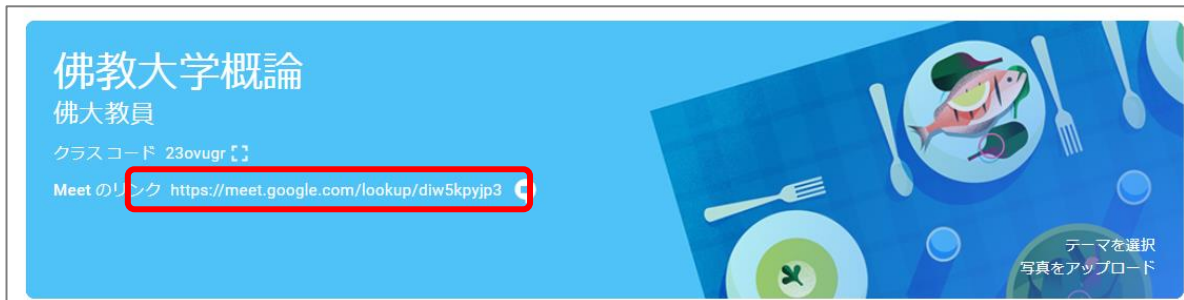 佛教大学概論
佛大教員
クラス コード 23ovugr
Meet のリンク https://meet.google.com/lookup/diw5kpyjp3
テーマを選択
写真をアップロード